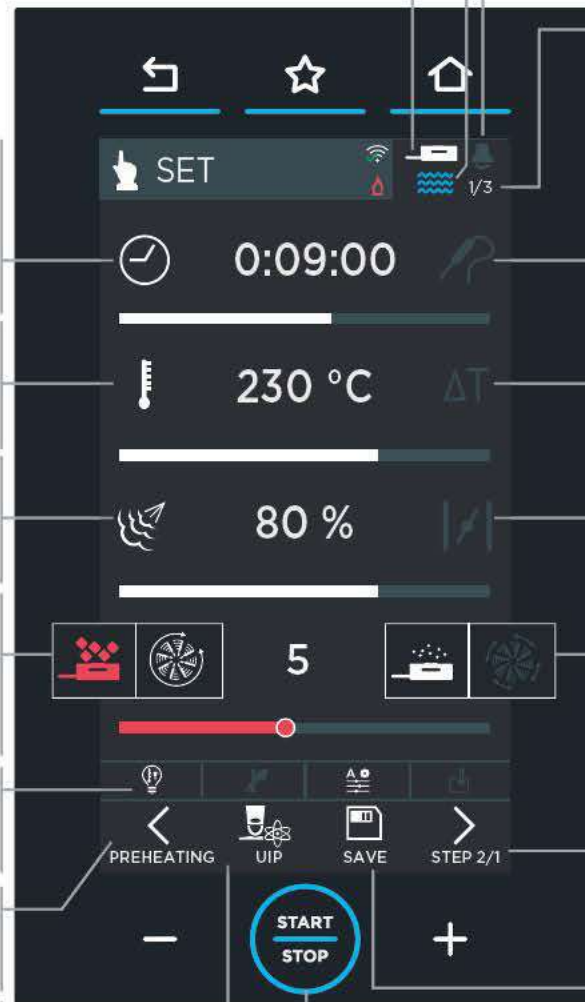 SET
1/3
0:09:00
230 °C
ΔT
80 %
5
A
PREHEATING
UIP
SAVE
STEP 2/1
START
STOP